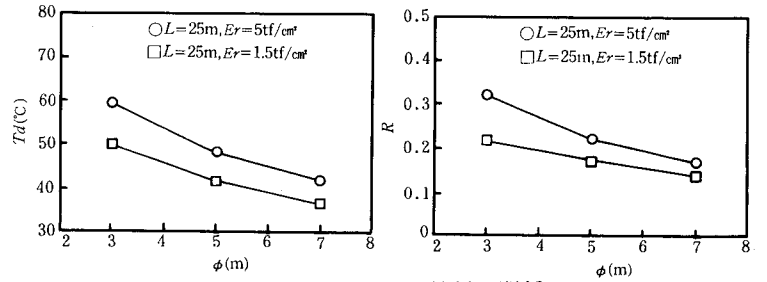 80
70
60
50
40
30
Td(℃)
○ L=25m, Er=5tf/cm²
□ L=25m, Er=1.5tf/cm²
2 3 4 5 6 7 8
φ(m)
0.5
0.4
0.3
0.2
0.1
0
R
○ L=25m, Er=5tf/cm²
□ L=25m, Er=1.5tf/cm²
2 3 4 5 6 7 8
φ(m)